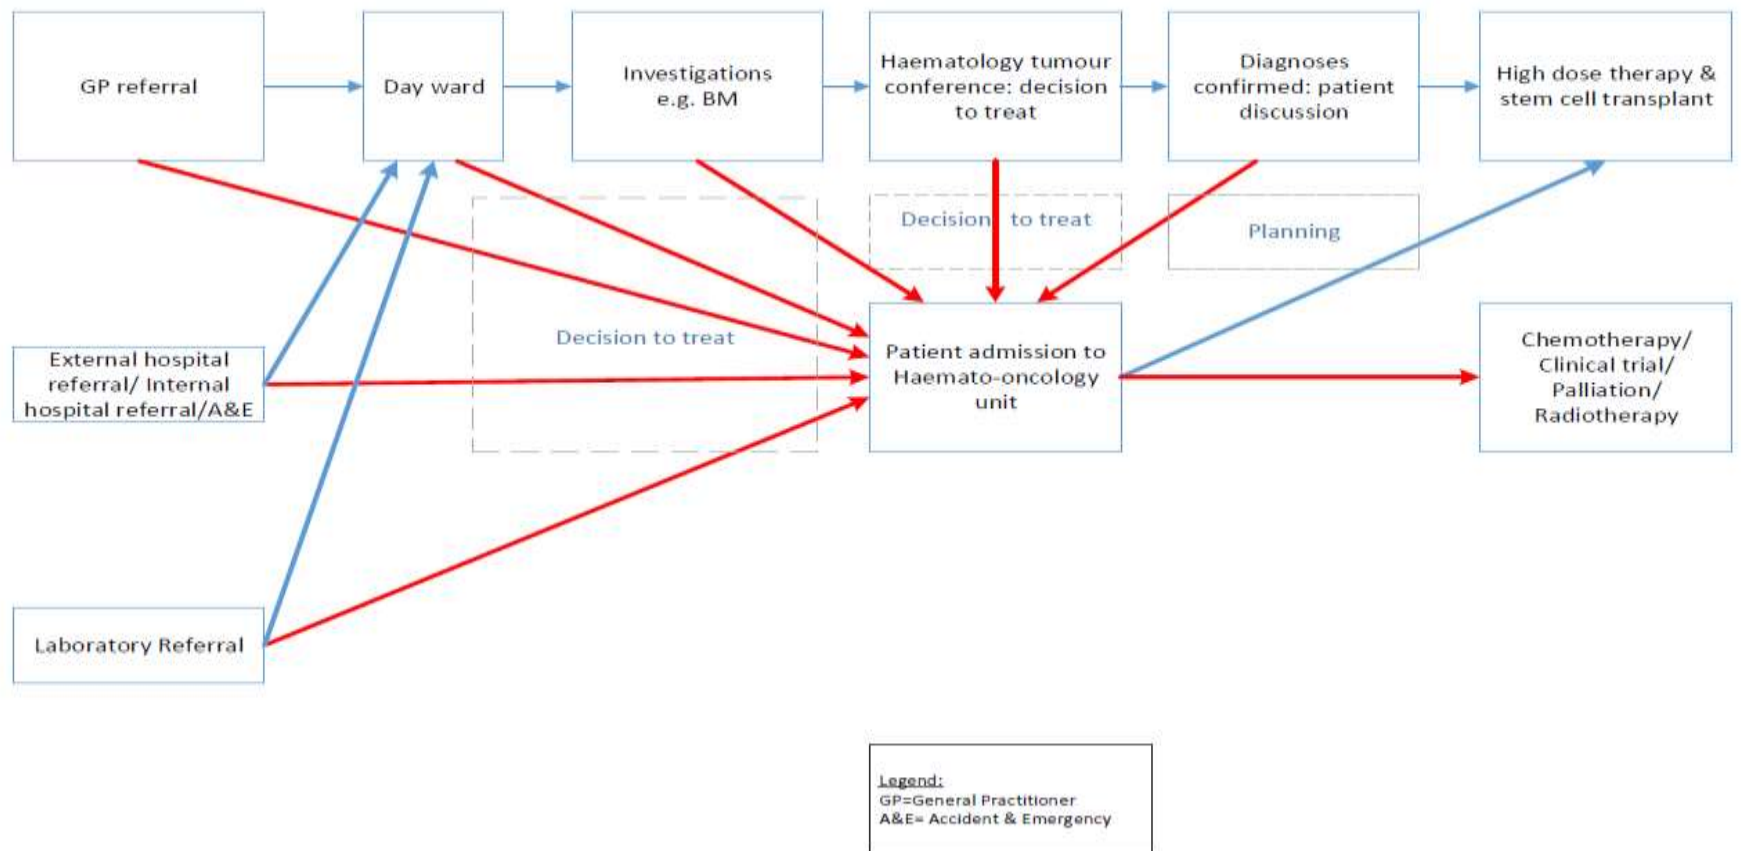 GP referral
Day ward
Investigations
e.g. BM
Haematology tumour
conference: decision
to treat
Diagnoses
confirmed: patient
discussion
High dose therapy &
stem cell transplant
Decision to treat
Planning
Decision to treat
External hospital
referral/ Internal
hospital referral/A&E
Patient admission to
Haemato-oncology
unit
Chemotherapy/
Clinical trial/
Palliation/
Radiotherapy
Laboratory Referral
Legend:
GP=General Practitioner
A&E= Accident & Emergency